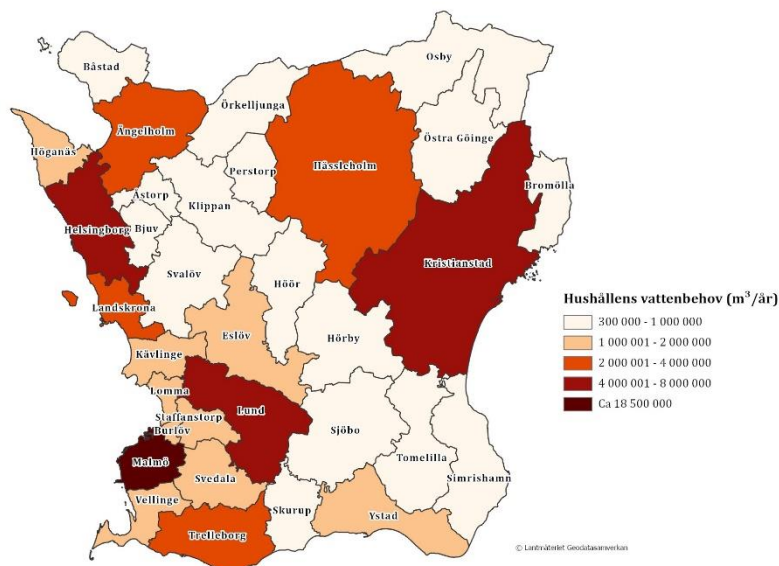 Båstad
Osby
Örkelljunga
Ängelholm
Östra Göinge
Höganäs
Hässleholm
Perstorp
Bromölla
Åstorp
Klippan
Helsingborg
Bjuv
Kristianstad
Svalöv
Höör
Landskrona
Eslöv
Hörby
Kävlinge
Lomma
Lund
Staffanstorp
Burlöv
Sjöbo
Malmö
Tomelilla
Svedala
Simrishamn
Vellinge
Skurup
Ystad
Trelleborg
Hushållens vattenbehov (m³/år)
300 000 - 1 000 000
1 000 001 - 2 000 000
2 000 001 - 4 000 000
4 000 001 - 8 000 000
Ca 18 500 000
© Lantmäteriet Geodatasamverkan